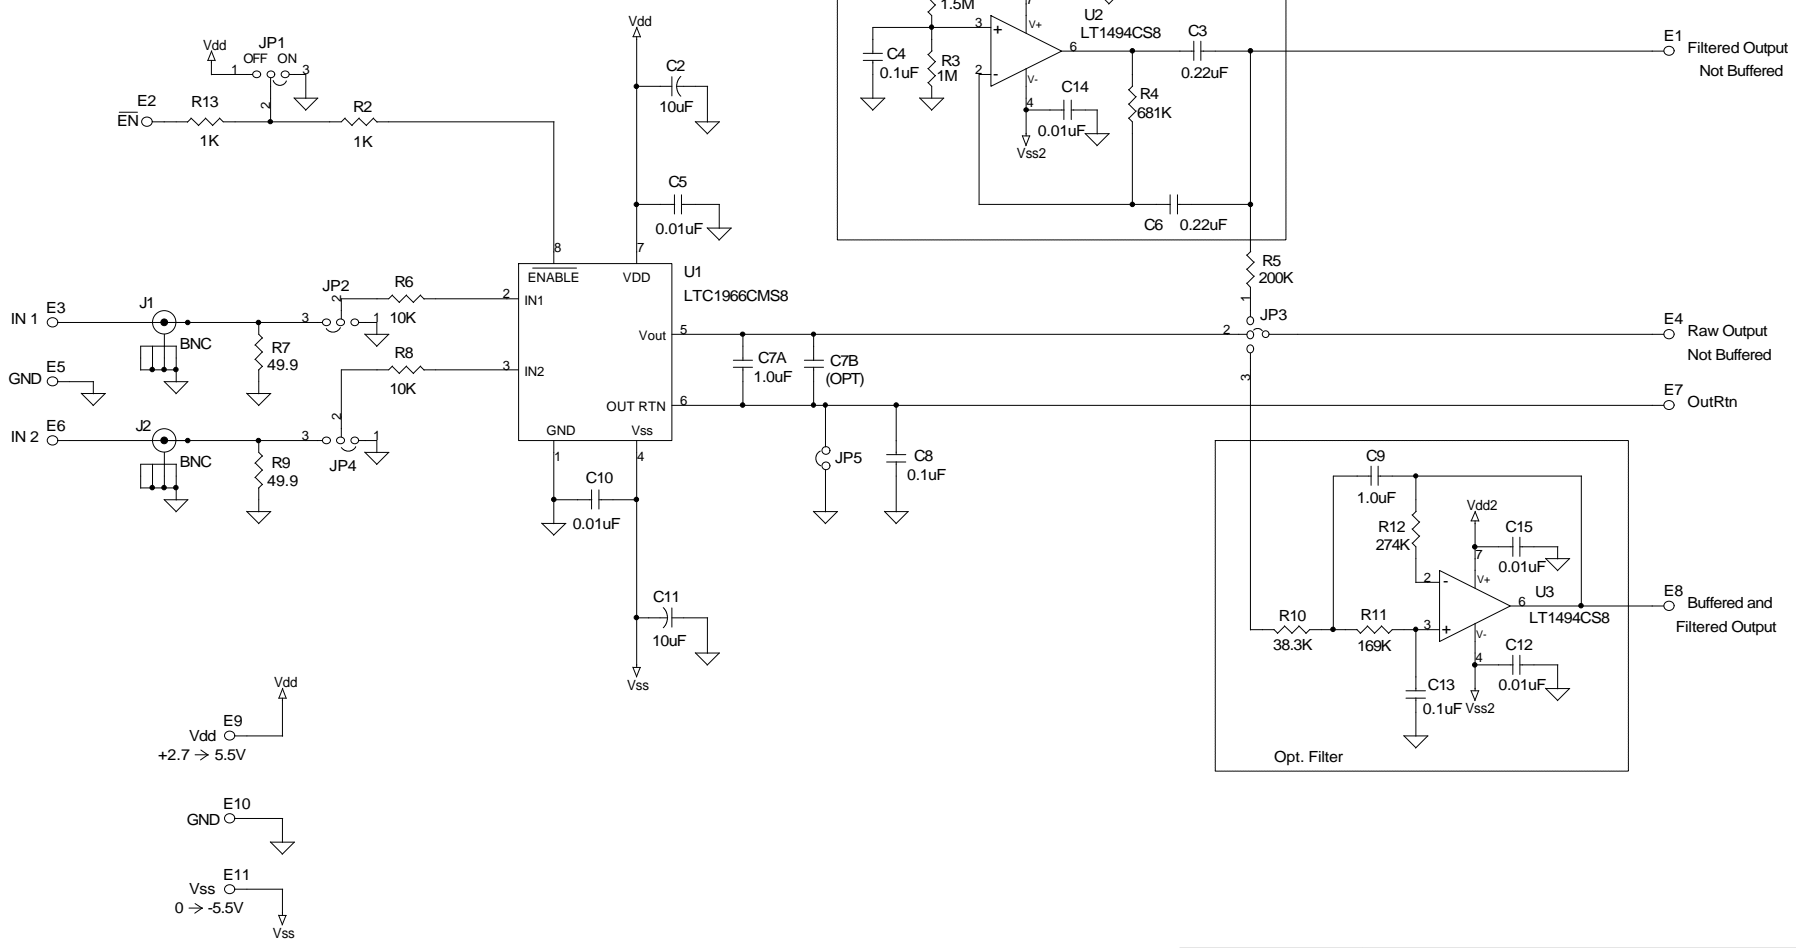 1.5M
7
V+
U2
LT1494CS8
3
+
2
-
6
V-
4
C4
0.1uF
R3
1M
C14
0.01uF
Vss2
R4
681K
C3
0.22uF
C6
0.22uF
E1
Filtered Output
Not Buffered
Vdd
JP1
OFF ON
1
3
2
E2
EN
R13
1K
R2
1K
Vdd
C2
10uF
C5
0.01uF
8
7
ENABLE
VDD
U1
LTC1966CMS8
2
IN1
3
IN2
Vout
5
OUT RTN
6
GND
Vss
1
4
IN 1
E3
J1
BNC
R7
49.9
3
JP2
2
1
R6
10K
GND
E5
R8
10K
IN 2
E6
J2
BNC
R9
49.9
3
2
1
JP4
C10
0.01uF
C11
10uF
Vss
C7A
1.0uF
C7B
(OPT)
JP5
C8
0.1uF
R5
200K
1
JP3
2
3
E4
Raw Output
Not Buffered
E7
OutRtn
C9
1.0uF
R12
274K
Vdd2
C15
0.01uF
7
V+
2
-
3
+
6
U3
LT1494CS8
V-
4
R10
38.3K
R11
169K
C12
0.01uF
C13
0.1uF
Vss2
Opt. Filter
E8
Buffered and
Filtered Output
Vdd
E9
Vdd
+2.7 → 5.5V
E10
GND
E11
Vss
0 → -5.5V
Vss